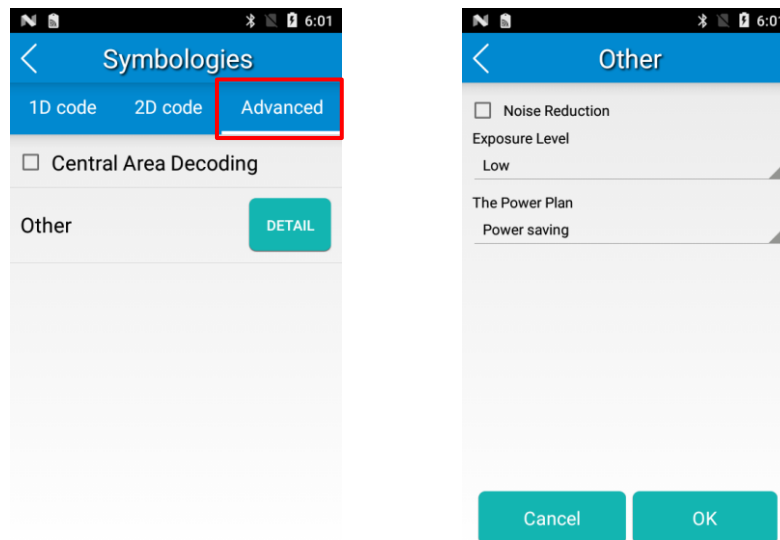 6:01
Symbologies
1D code 2D code Advanced
Central Area Decoding
Other DETAIL
6:01
Other
Noise Reduction
Exposure Level
Low
The Power Plan
Power saving
Cancel OK